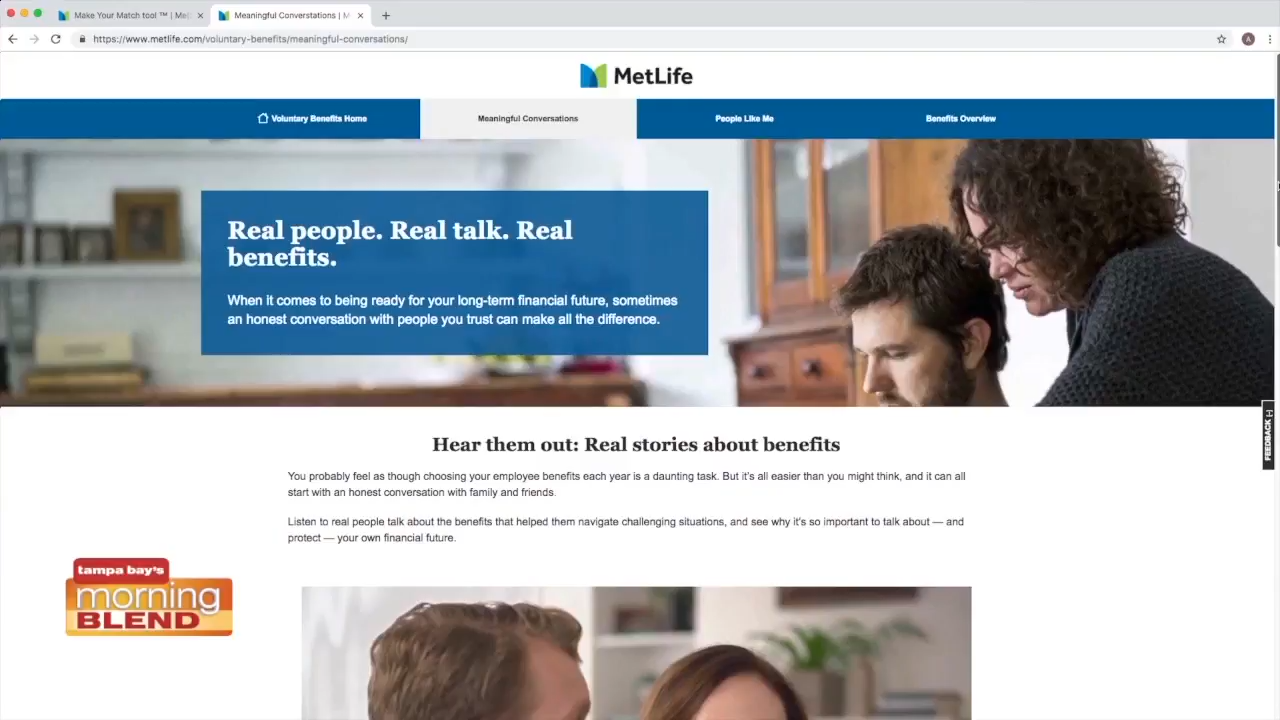 Make Your Match tool ™ | Met
Meaningful Converstations | M
https://www.metlife.com/voluntary-benefits/meaningful-conversations/
A
MetLife
Voluntary Benefits Home
Meaningful Conversations
People Like Me
Benefits Overview
Real people. Real talk. Real
benefits.
When it comes to being ready for your long-term financial future, sometimes
an honest conversation with people you trust can make all the difference.
FEEDBACK [-]
Hear them out: Real stories about benefits
You probably feel as though choosing your employee benefits each year is a daunting task. But it's all easier than you might think, and it can all
start with an honest conversation with family and friends.
Listen to real people talk about the benefits that helped them navigate challenging situations, and see why it's so important to talk about — and
protect — your own financial future.
tampa bay's
morning
BLEND